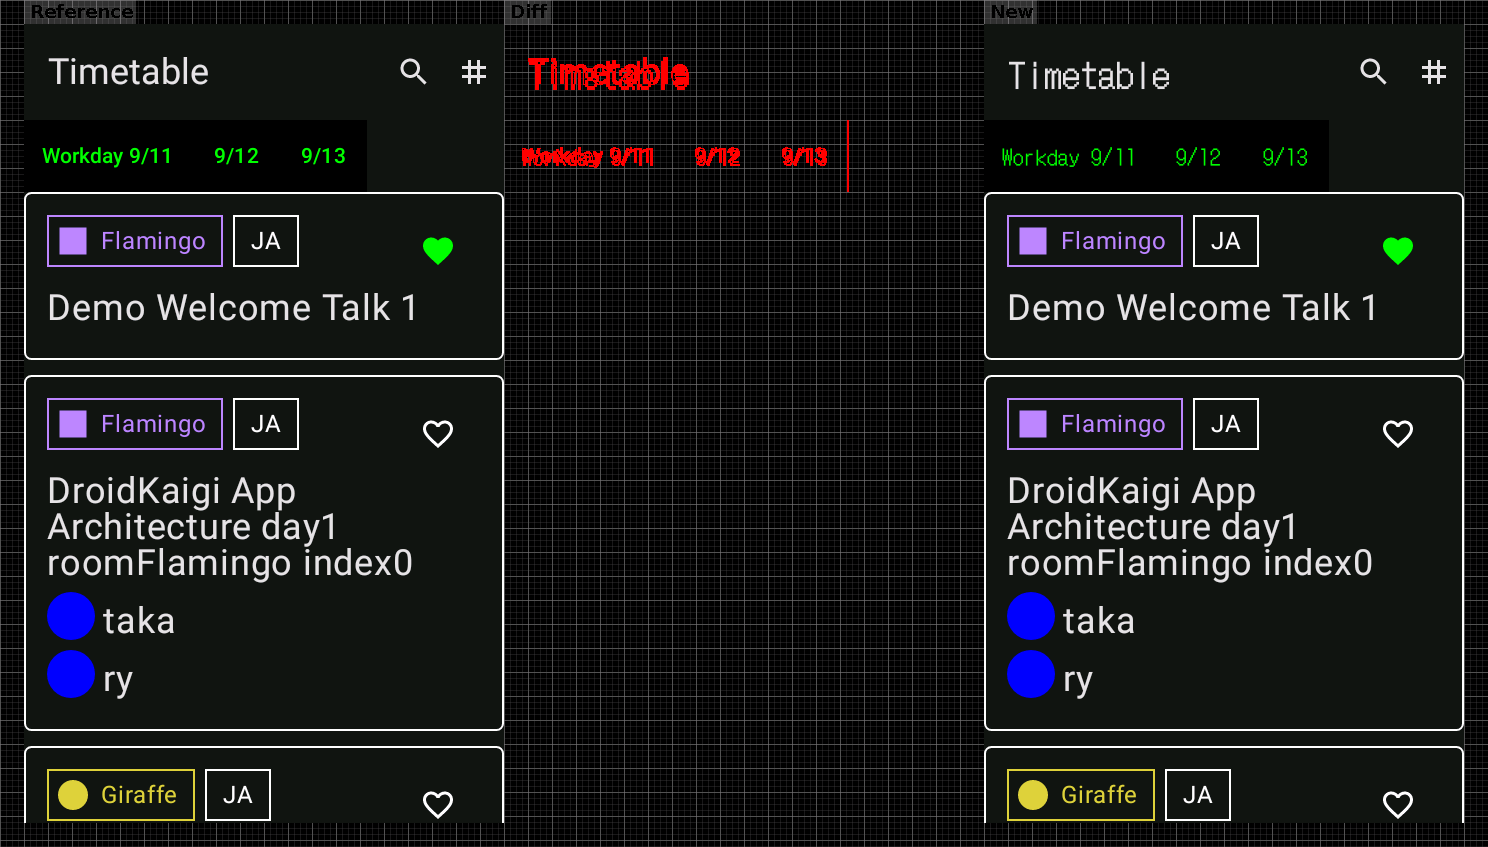 Reference
Timetable
Workday 9/11 9/12 9/13
Flamingo JA
Demo Welcome Talk 1
Flamingo JA
DroidKaigi App
Architecture day1
roomFlamingo index0
taka
ry
Giraffe JA
Diff
Timetable
Workday 9/11 9/12 9/13
New
Timetable
Workday 9/11 9/12 9/13
Flamingo JA
Demo Welcome Talk 1
Flamingo JA
DroidKaigi App
Architecture day1
roomFlamingo index0
taka
ry
Giraffe JA